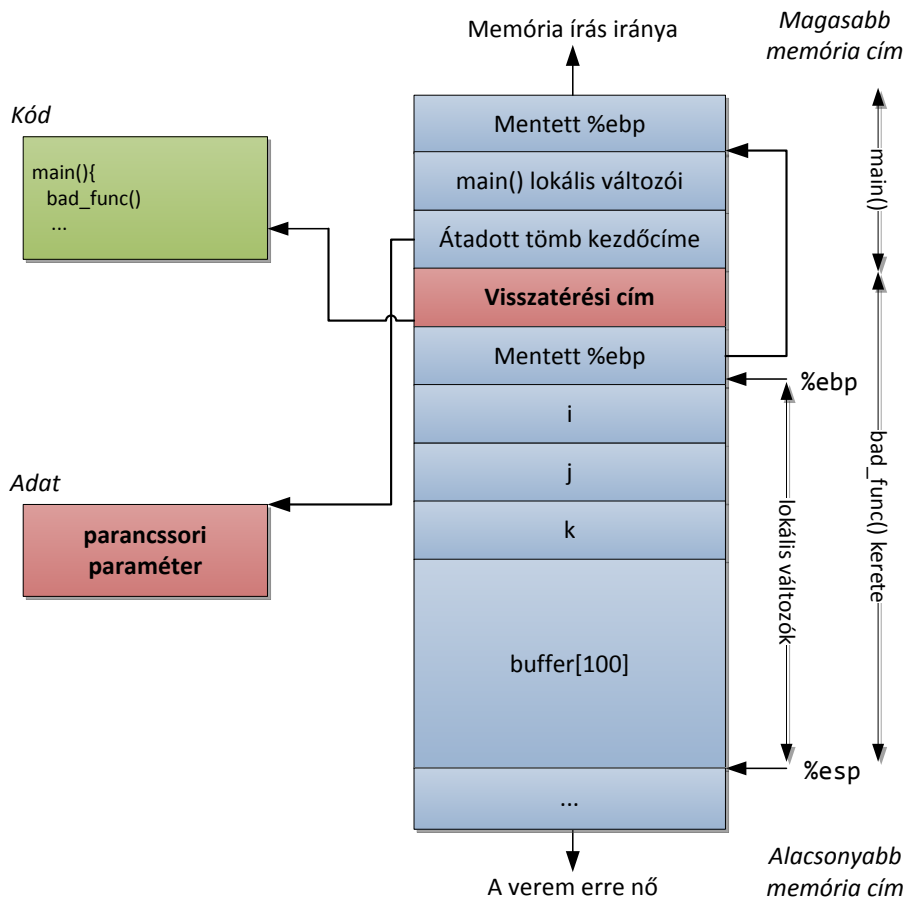 Memória írás iránya
Magasabb
memória cím
Kód
main(){
bad_func()
...
Mentett %ebp
main() lokális változói
Átadott tömb kezdőcíme
Visszatérési cím
Mentett %ebp
i
j
k
buffer[100]
...
main()
%ebp
bad_func() kerete
lokális változók
%esp
Adat
parancssori
paraméter
A verem erre nő
Alacsonyabb
memória cím